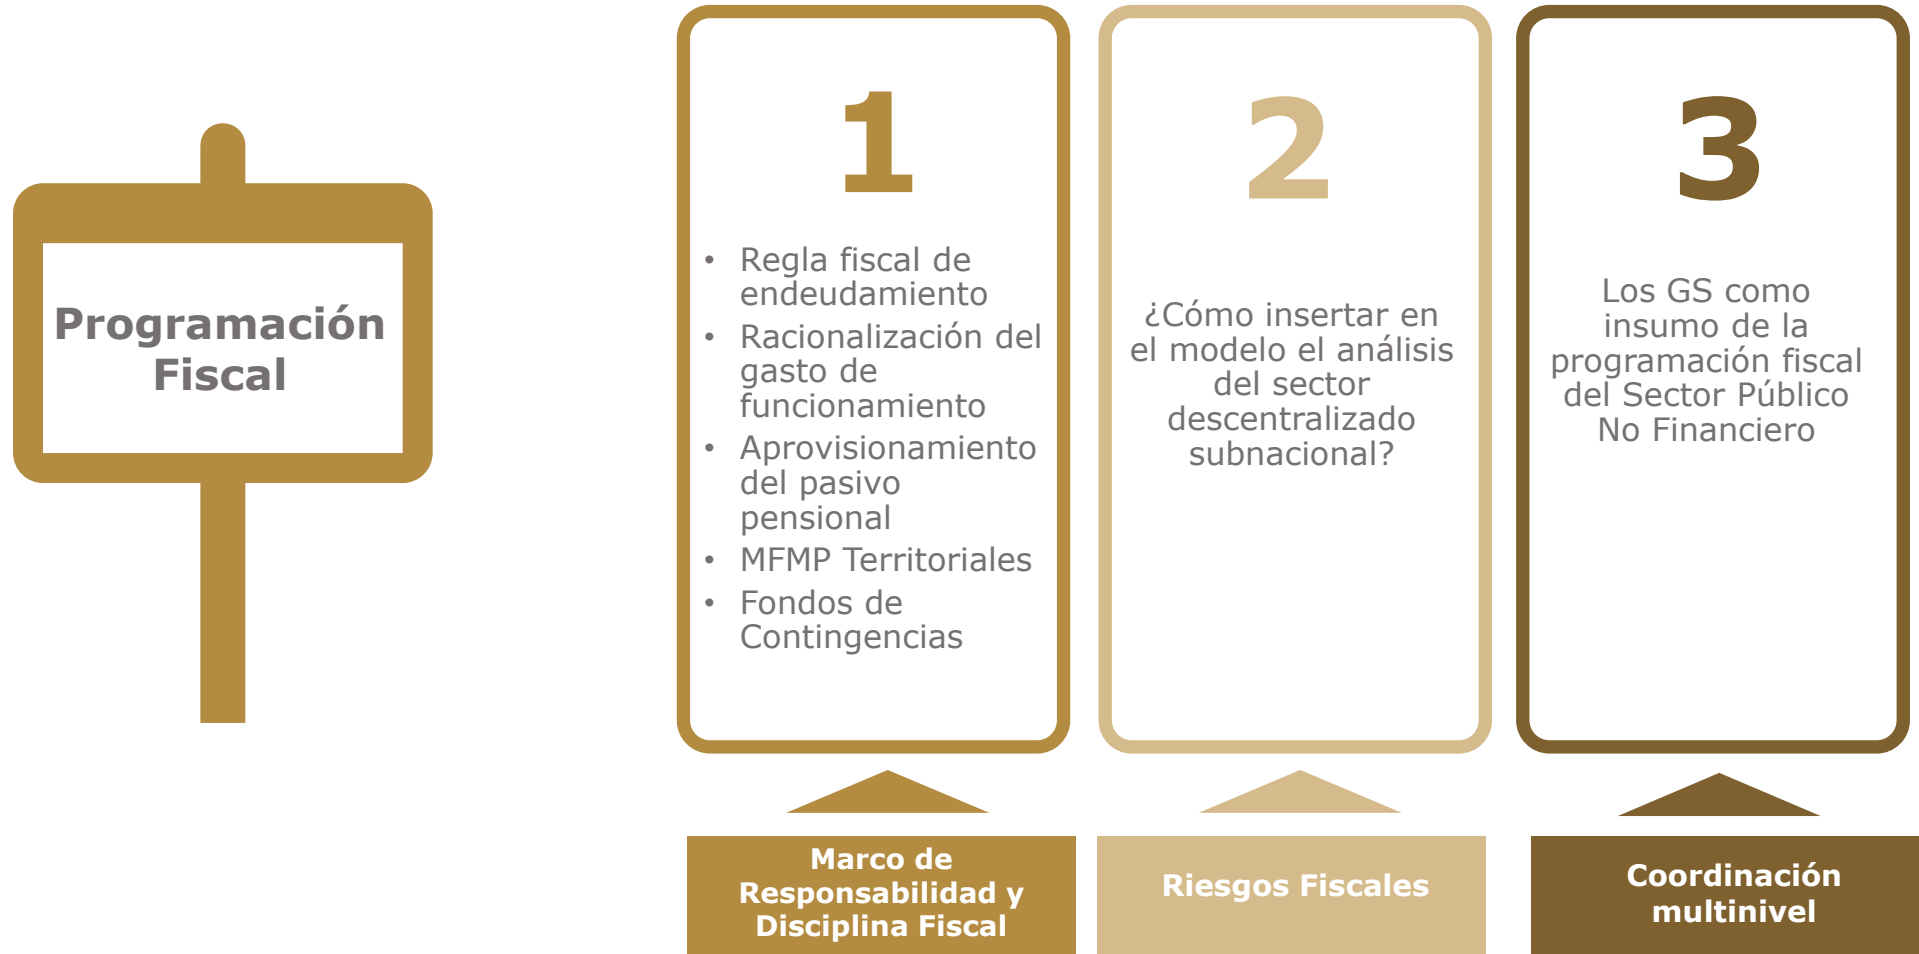 Programación
Fiscal
1
• Regla fiscal de
endeudamiento
• Racionalización del
gasto de
funcionamiento
• Aprovisionamiento
del pasivo
pensional
• MFMP Territoriales
• Fondos de
Contingencias
Marco de
Responsabilidad y
Disciplina Fiscal
2
¿Cómo insertar en
el modelo el análisis
del sector
descentralizado
subnacional?
Riesgos Fiscales
3
Los GS como
insumo de la
programación fiscal
del Sector Público
No Financiero
Coordinación
multinivel